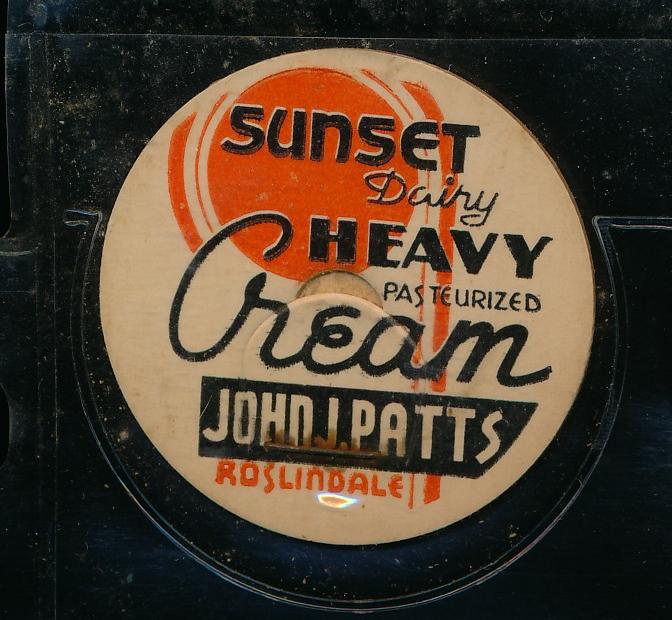 SUNSET
Dairy
HEAVY
PASTEURIZED
Cream
JOHN J. PATTS
ROSLINDALE